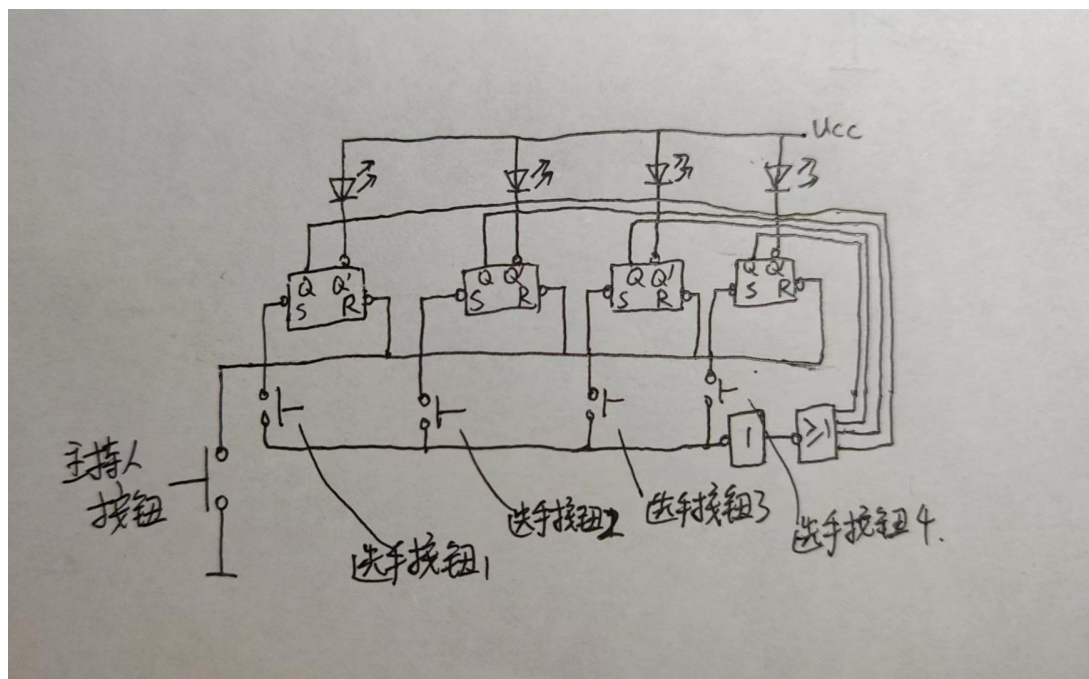 Ucc
Q Q' S R
Q Q' S R
Q Q' S R
Q Q' S R
1
≥1
主持人
按钮
选手按钮1
选手按钮2
选手按钮3
选手按钮4.